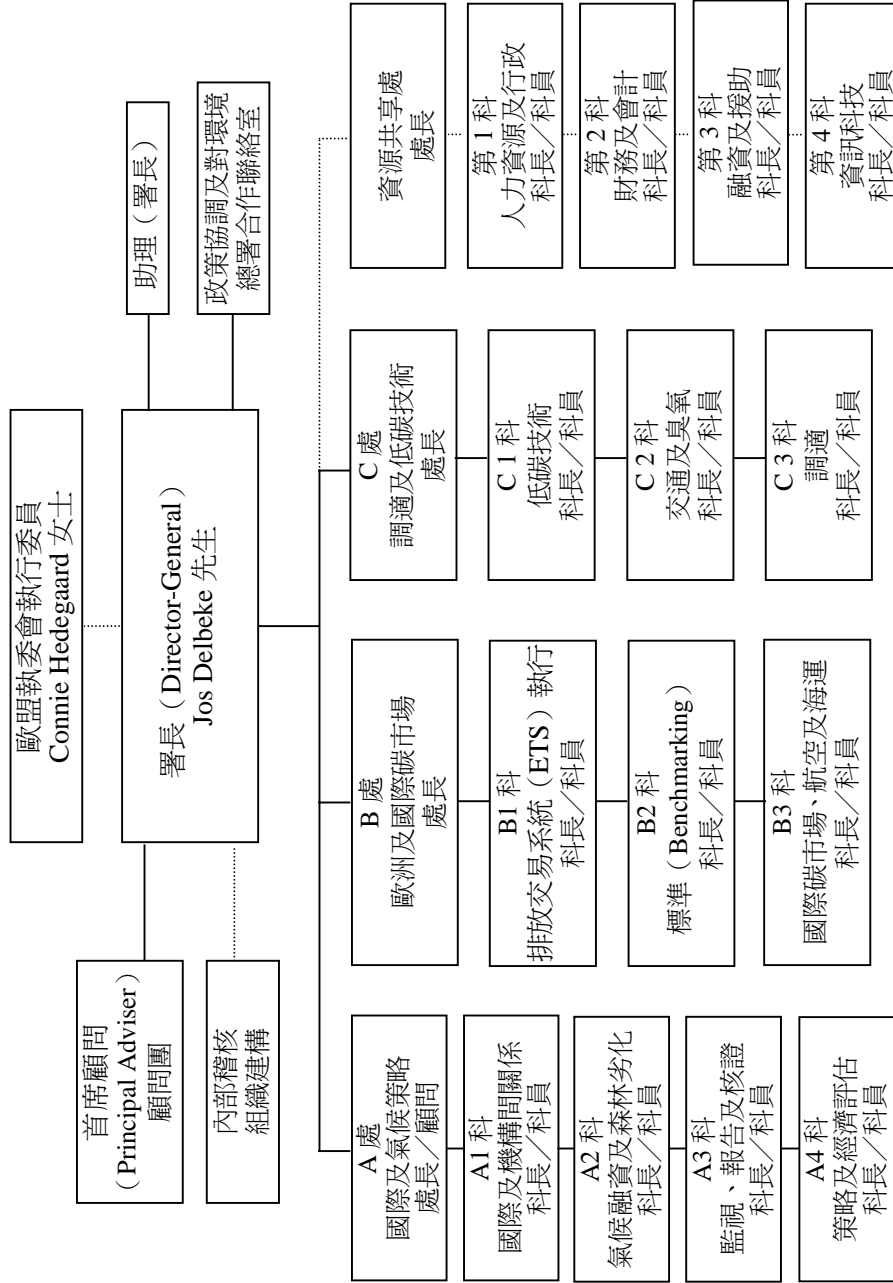 歐盟執委會執行委員
Connie Hedegaard 女士
署長（Director-General）
Jos Delbeke 先生
助理（署長）
政策協調及對環境
總署合作聯絡室
首席顧問
（Principal Adviser）
顧問團
內部稽核
組織建構
A 處
國際及氣候策略
處長／顧問
A1 科
國際及機構間關係
科長／科員
A2 科
氣候融資及森林劣化
科長／科員
A3 科
監視、報告及核證
科長／科員
A4 科
策略及經濟評估
科長／科員
B 處
歐洲及國際碳市場
處長
B1 科
排放交易系統（ETS）執行
科長／科員
B2 科
標準（Benchmarking）
科長／科員
B3 科
國際碳市場、航空及海運
科長／科員
C 處
調適及低碳技術
處長
C 1 科
低碳技術
科長／科員
C 2 科
交通及臭氧
科長／科員
C 3 科
調適
科長／科員
資源共享處
處長
第 1 科
人力資源及行政
科長／科員
第 2 科
財務及會計
科長／科員
第 3 科
融資及援助
科長／科員
第 4 科
資訊科技
科長／科員